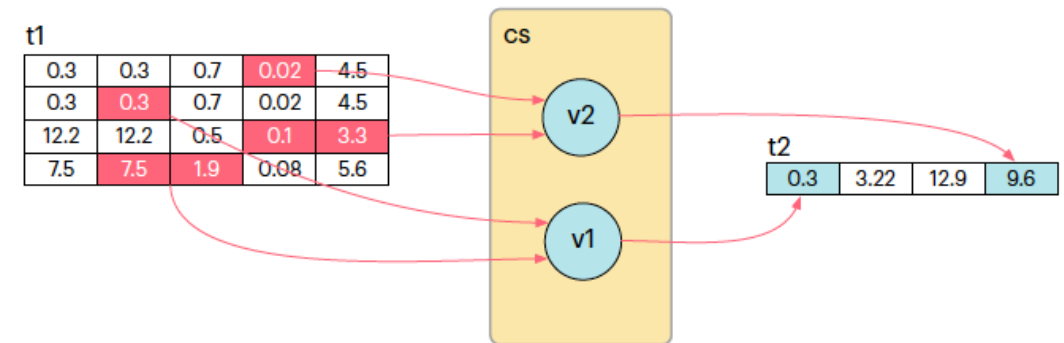 t1
0.3 0.3 0.7 0.02 4.5
0.3 0.3 0.7 0.02 4.5
12.2 12.2 0.5 0.1 3.3
7.5 7.5 1.9 0.08 5.6
cs
v2
v1
t2
0.3 3.22 12.9 9.6